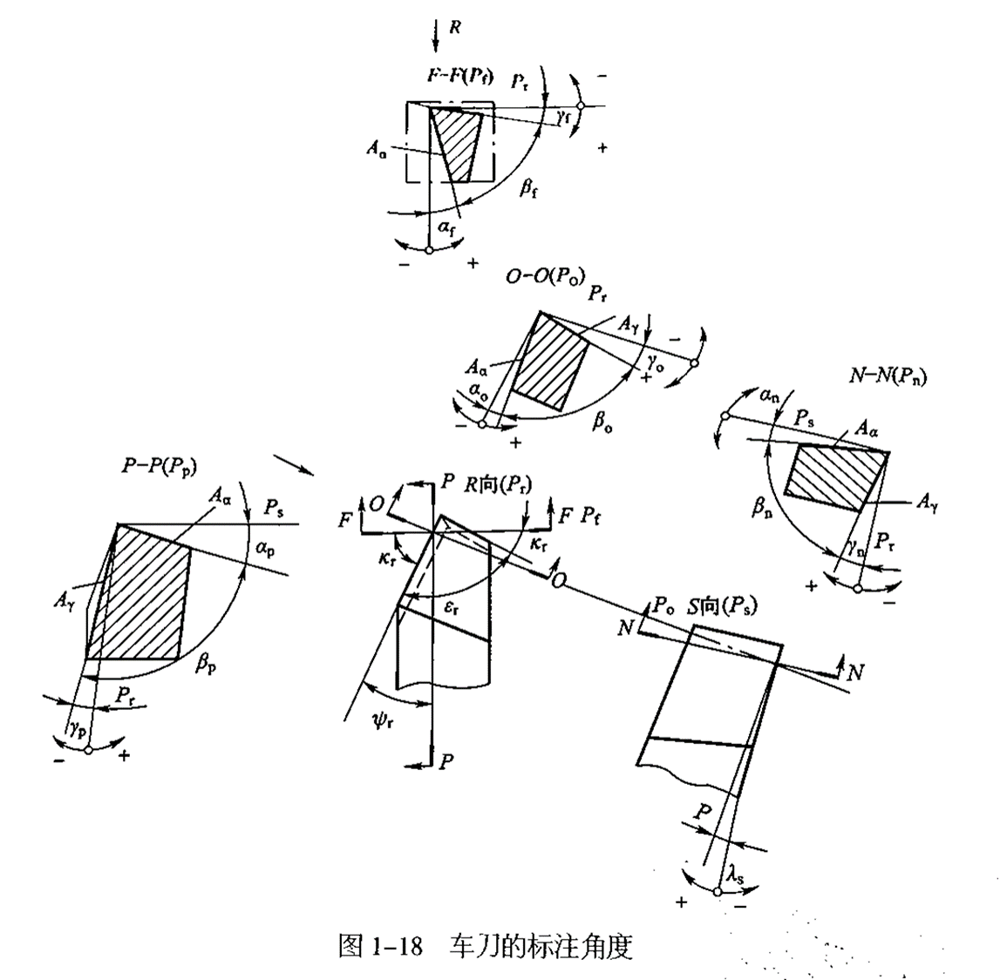 R
F-F(Pf)
Pr
−
γf
+
Aα
βf
αf
−
+
O-O(Po)
Pr
Aγ
−
γo
+
Aα
αo
βo
−
+
N-N(Pn)
αn
Ps
Aα
βn
Aγ
γn
Pr
+
−
P-P(Pp)
Aα
Ps
αp
Aγ
βp
Pr
γp
−
+
P
R向(Pr)
O
F
F
Pf
κr
κr
O
εr
ψr
P
Po
S向(Ps)
N
N
P
λs
+
−
图 1-18 车刀的标注角度